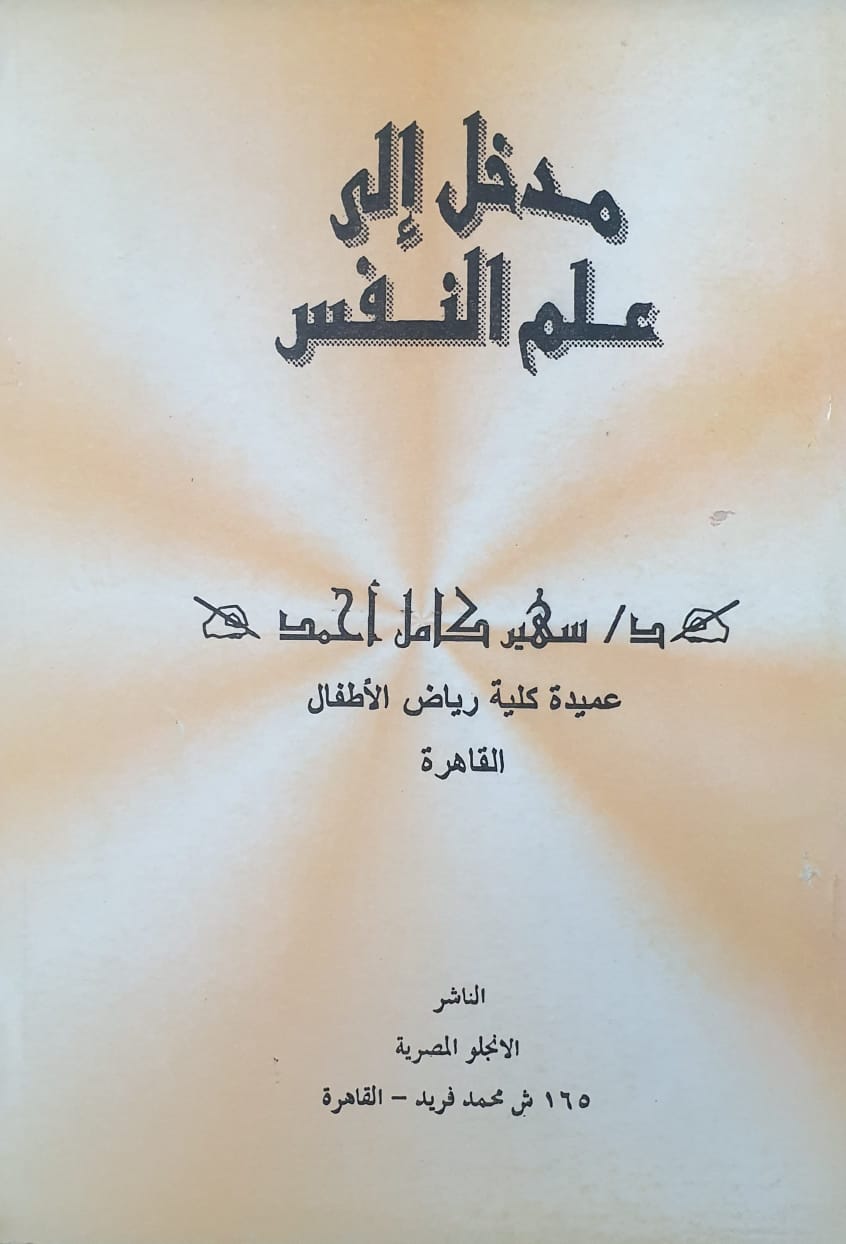 مدخل إلى
علم النفس
د/ سهير كامل أحمد
عميدة كلية رياض الأطفال
القاهرة
الناشر
الانجلو المصرية
١٦٥ ش محمد فريد – القاهرة